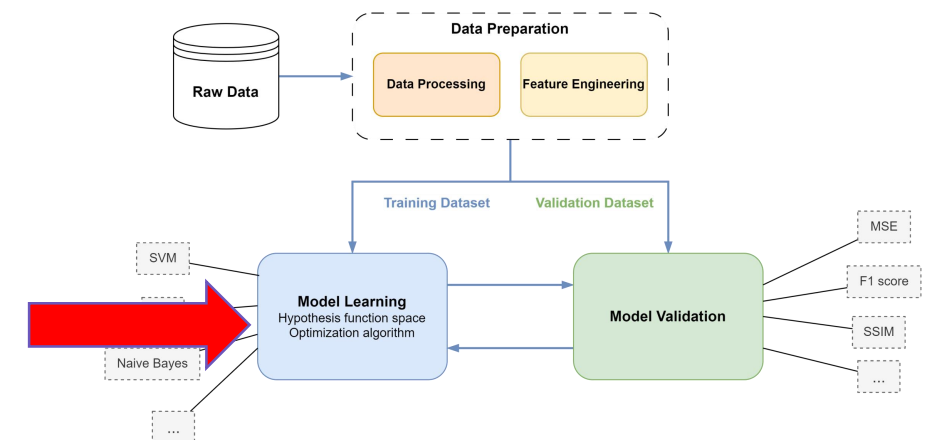 Data Preparation
Raw Data
Data Processing
Feature Engineering
Training Dataset
Validation Dataset
SVM
Naive Bayes
...
Model Learning
Hypothesis function space
Optimization algorithm
Model Validation
MSE
F1 score
SSIM
...